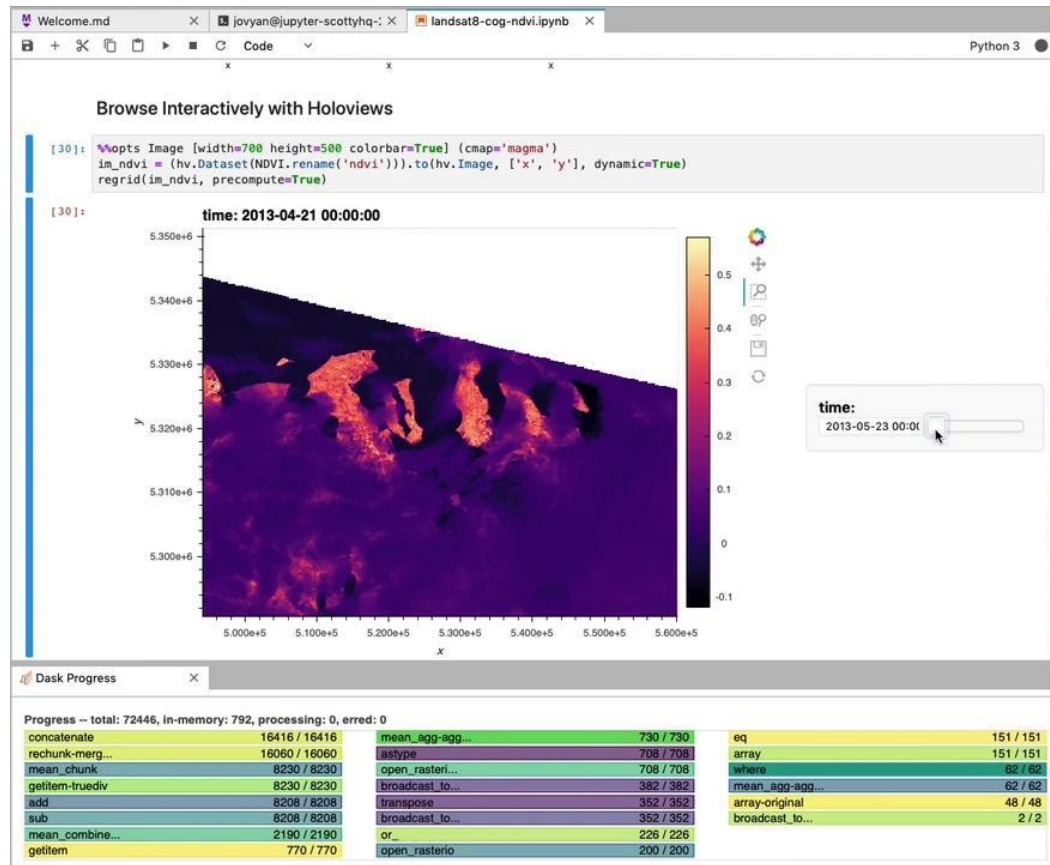 Welcome.md
jovyan@jupyter-scottyhq-
landsat8-cog-ndvi.ipynb
Code
Python 3
x x x
Browse Interactively with Holoviews
[30]:
%%opts Image [width=700 height=500 colorbar=True] (cmap='magma')
im_ndvi = (hv.Dataset(NDVI.rename('ndvi'))).to(hv.Image, ['x', 'y'], dynamic=True)
regrid(im_ndvi, precompute=True)
[30]:
time: 2013-04-21 00:00:00
5.350e+6
5.340e+6
5.330e+6
5.320e+6
5.310e+6
5.300e+6
y
5.000e+5 5.100e+5 5.200e+5 5.300e+5 5.400e+5 5.500e+5 5.600e+5
x
0.5
0.4
0.3
0.2
0.1
0
-0.1
time:
2013-05-23 00:0(
Dask Progress
Progress -- total: 72446, in-memory: 792, processing: 0, erred: 0
concatenate 16416 / 16416
rechunk-merg... 16060 / 16060
mean_chunk 8230 / 8230
getitem-truediv 8230 / 8230
add 8208 / 8208
sub 8208 / 8208
mean_combine... 2190 / 2190
getitem 770 / 770
mean_agg-agg... 730 / 730
astype 708 / 708
open_rasteri... 708 / 708
broadcast_to... 382 / 382
transpose 352 / 352
broadcast_to... 352 / 352
or_ 226 / 226
open_rasterio 200 / 200
eq 151 / 151
array 151 / 151
where 62 / 62
mean_agg-agg... 62 / 62
array-original 48 / 48
broadcast_to... 2 / 2